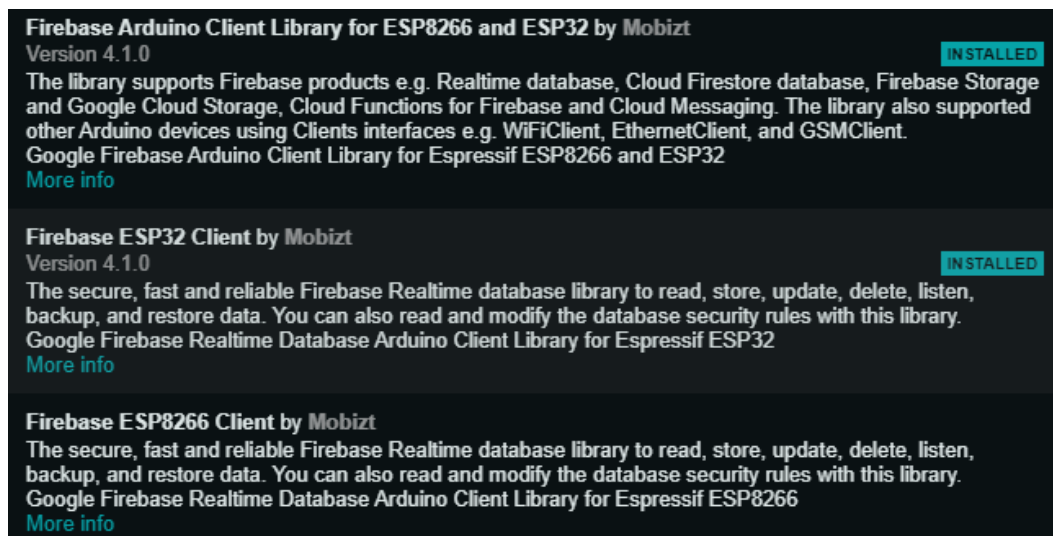 Firebase Arduino Client Library for ESP8266 and ESP32 by Mobizt
Version 4.1.0 INSTALLED
The library supports Firebase products e.g. Realtime database, Cloud Firestore database, Firebase Storage
and Google Cloud Storage, Cloud Functions for Firebase and Cloud Messaging. The library also supported
other Arduino devices using Clients interfaces e.g. WiFiClient, EthernetClient, and GSMClient.
Google Firebase Arduino Client Library for Espressif ESP8266 and ESP32
More info
Firebase ESP32 Client by Mobizt
Version 4.1.0 INSTALLED
The secure, fast and reliable Firebase Realtime database library to read, store, update, delete, listen,
backup, and restore data. You can also read and modify the database security rules with this library.
Google Firebase Realtime Database Arduino Client Library for Espressif ESP32
More info
Firebase ESP8266 Client by Mobizt
The secure, fast and reliable Firebase Realtime database library to read, store, update, delete, listen,
backup, and restore data. You can also read and modify the database security rules with this library.
Google Firebase Realtime Database Arduino Client Library for Espressif ESP8266
More info